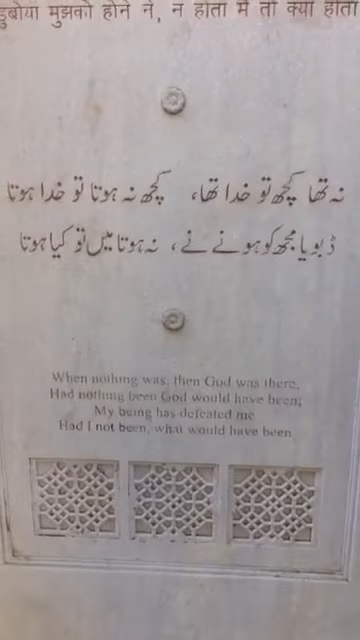 डुबोया मुझको होने ने, न होता मैं तो क्या होता
نہ تھا کچھ تو خدا تھا، کچھ نہ ہوتا تو خدا ہوتا
ڈبویا مجھ کو ہونے نے، نہ ہوتا میں تو کیا ہوتا
When nothing was, then God was there,
Had nothing been God would have been;
My being has defeated me
Had I not been, what would have been